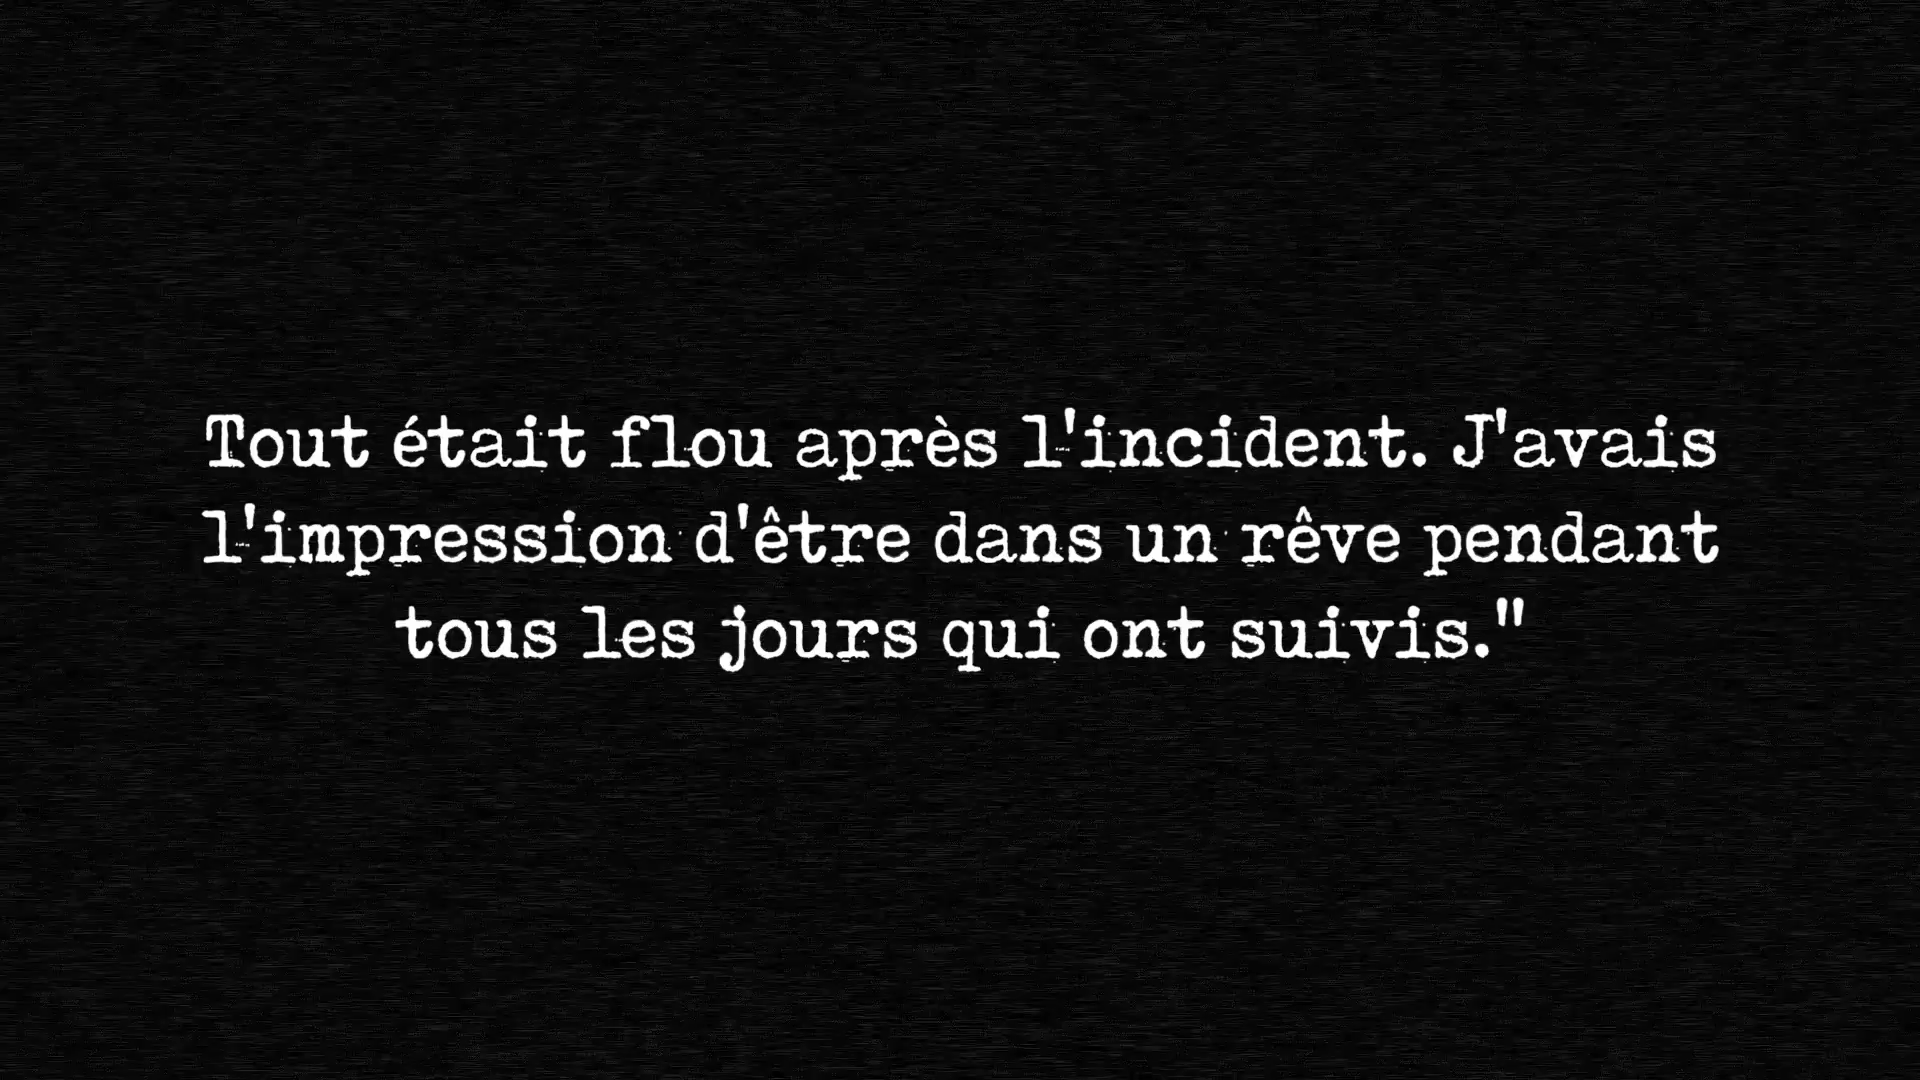 Tout était flou après l'incident. J'avais
l'impression d'être dans un rêve pendant
tous les jours qui ont suivis."